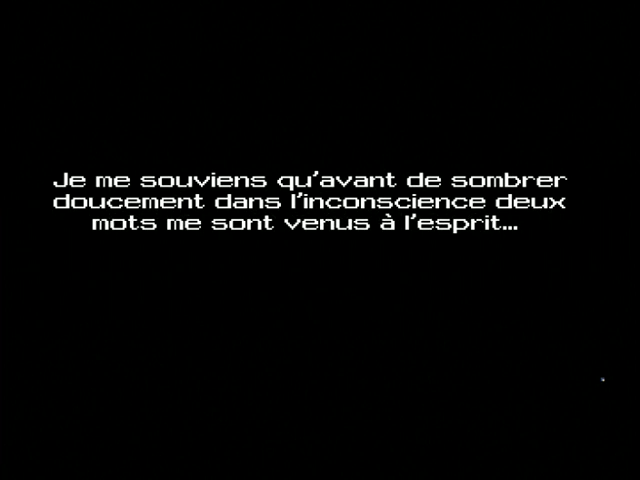 Je me souviens qu'avant de sombrer
doucement dans l'inconscience deux
mots me sont venus à l'esprit...